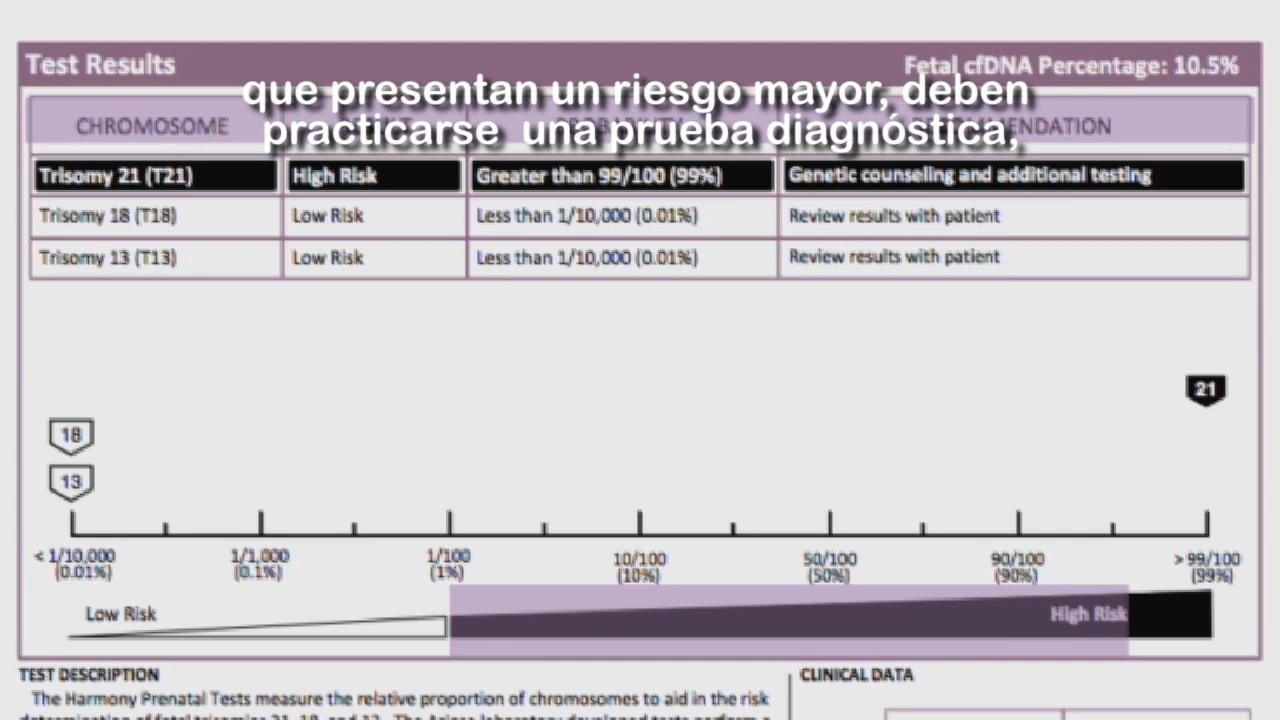 Test Results Fetal cfDNA Percentage: 10.5%
que presentan un riesgo mayor, deben
practicarse una prueba diagnóstica,
CHROMOSOME
Trisomy 21 (T21) High Risk Greater than 99/100 (99%) Genetic counseling and additional testing
Trisomy 18 (T18) Low Risk Less than 1/10,000 (0.01%) Review results with patient
Trisomy 13 (T13) Low Risk Less than 1/10,000 (0.01%) Review results with patient
21
18
13
< 1/10,000 1/1,000 1/100 10/100 50/100 90/100 > 99/100
(0.01%) (0.1%) (1%) (10%) (50%) (90%) (99%)
Low Risk High Risk
TEST DESCRIPTION CLINICAL DATA
The Harmony Prenatal Tests measure the relative proportion of chromosomes to aid in the risk